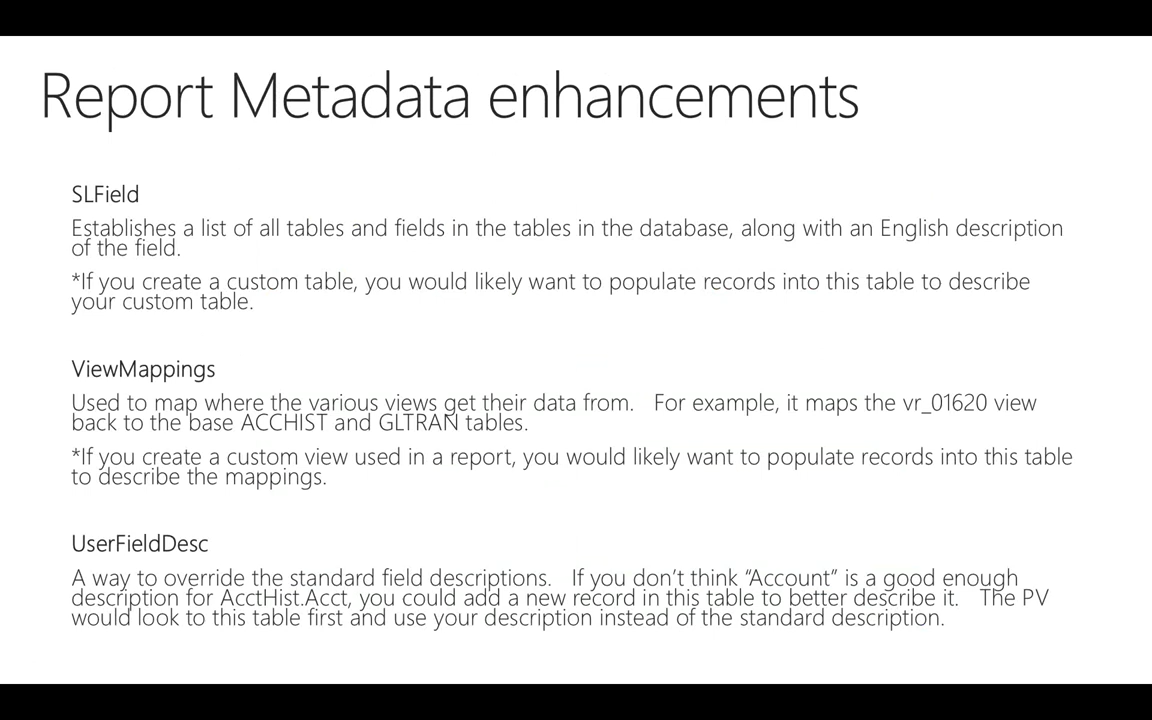 Report Metadata enhancements
SLField
Establishes a list of all tables and fields in the tables in the database, along with an English description
of the field.
*If you create a custom table, you would likely want to populate records into this table to describe
your custom table.
ViewMappings
Used to map where the various views get their data from.   For example, it maps the vr_01620 view
back to the base ACCHIST and GLTRAN tables.
*If you create a custom view used in a report, you would likely want to populate records into this table
to describe the mappings.
UserFieldDesc
A way to override the standard field descriptions.   If you don’t think “Account” is a good enough
description for AcctHist.Acct, you could add a new record in this table to better describe it.   The PV
would look to this table first and use your description instead of the standard description.